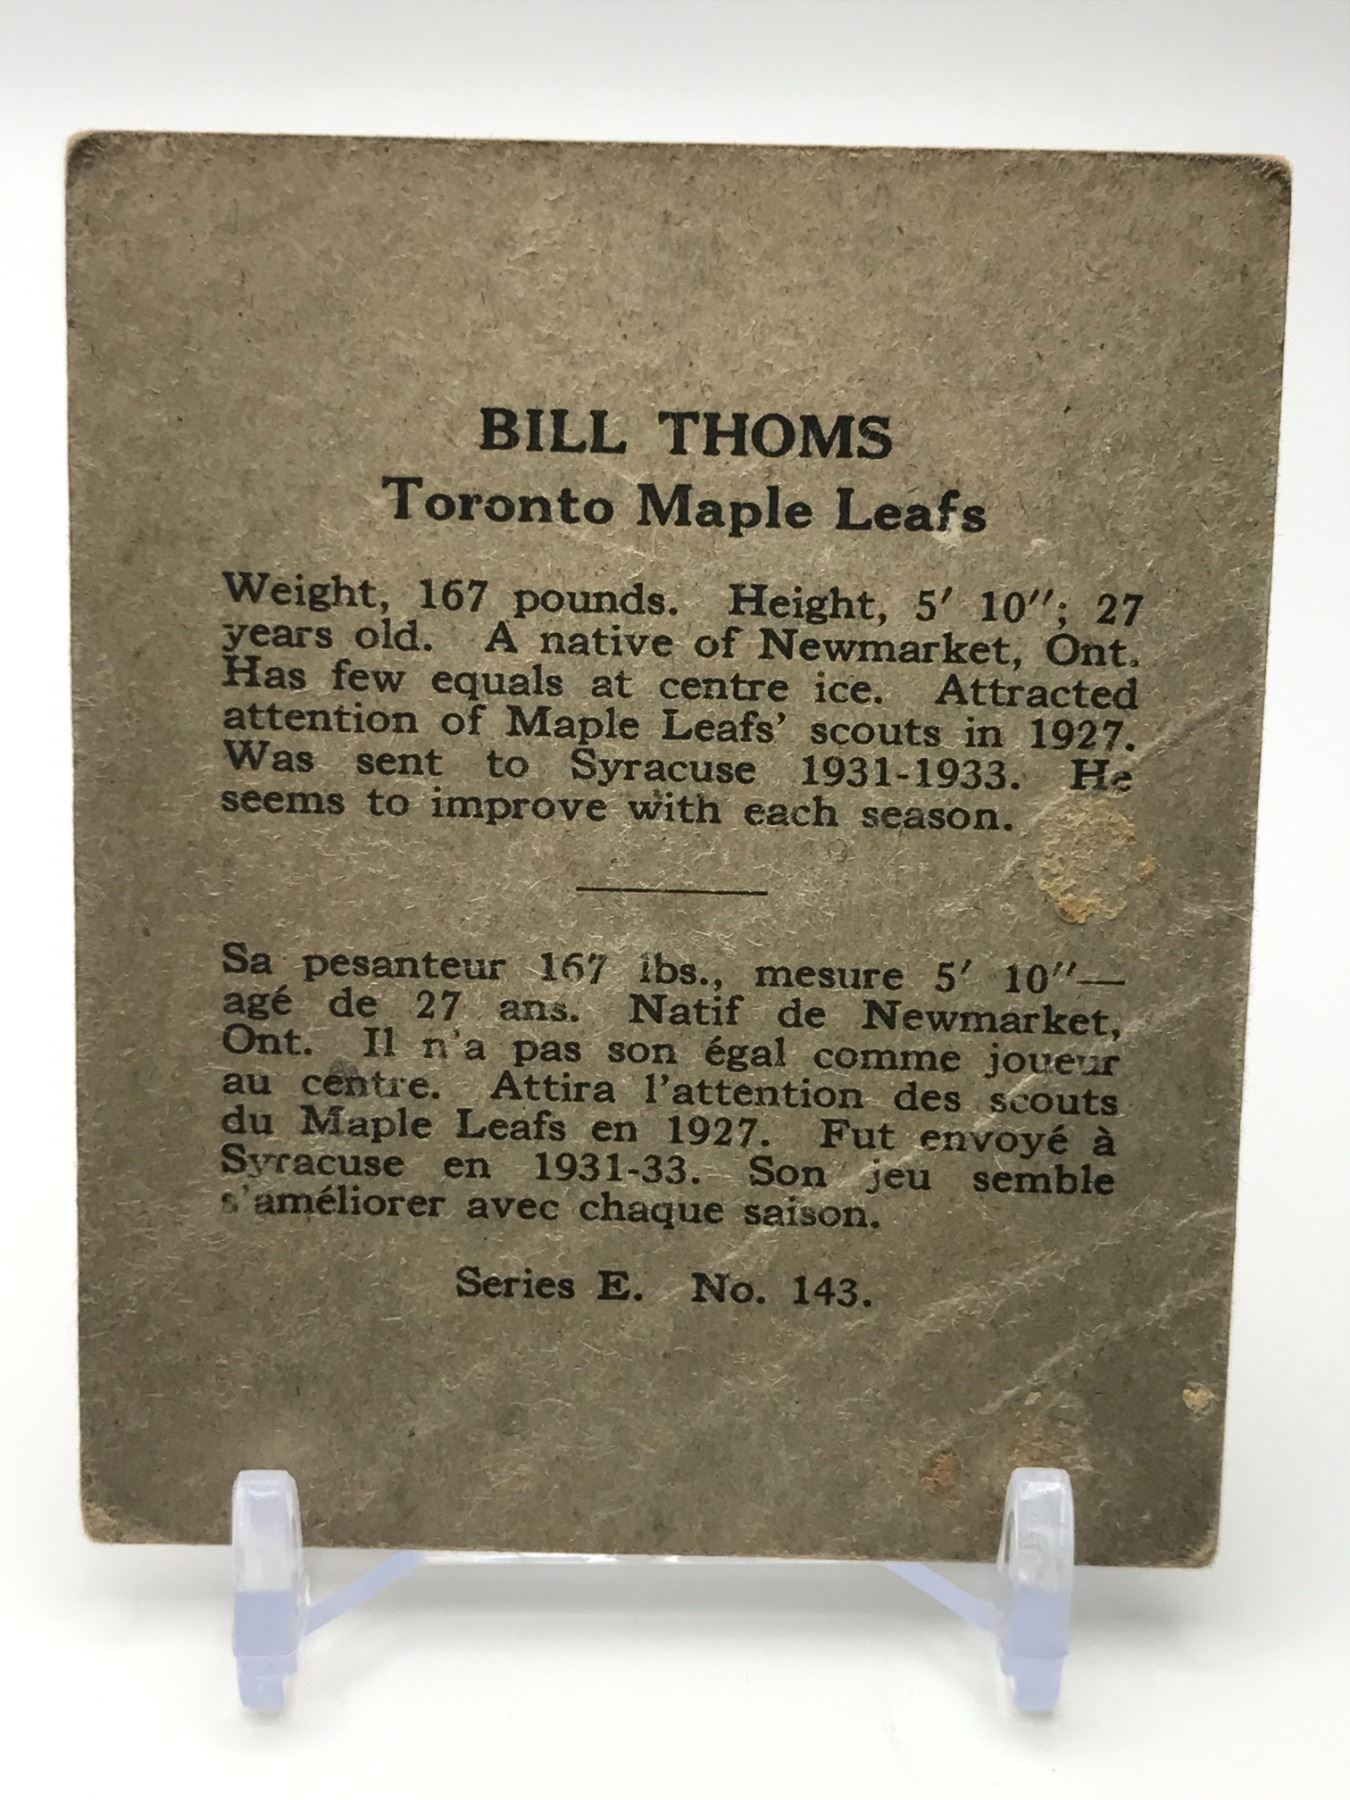 BILL THOMS
Toronto Maple Leafs
Weight, 167 pounds. Height, 5′ 10″; 27
years old. A native of Newmarket, Ont.
Has few equals at centre ice. Attracted
attention of Maple Leafs’ scouts in 1927.
Was sent to Syracuse 1931-1933. He
seems to improve with each season.
Sa pesanteur 167 lbs., mesure 5′ 10″—
agé de 27 ans. Natif de Newmarket,
Ont. Il n’a pas son égal comme joueur
au centre. Attira l’attention des scouts
du Maple Leafs en 1927. Fut envoyé à
Syracuse en 1931-33. Son jeu semble
s’améliorer avec chaque saison.
Series E. No. 143.